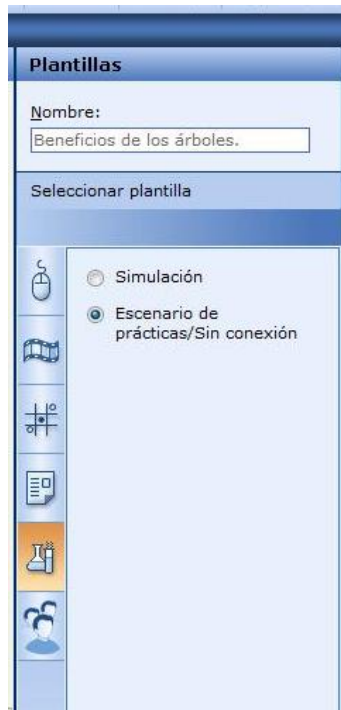 Plantillas
Nombre:
Beneficios de los árboles.
Seleccionar plantilla
Simulación
Escenario de
prácticas/Sin conexión